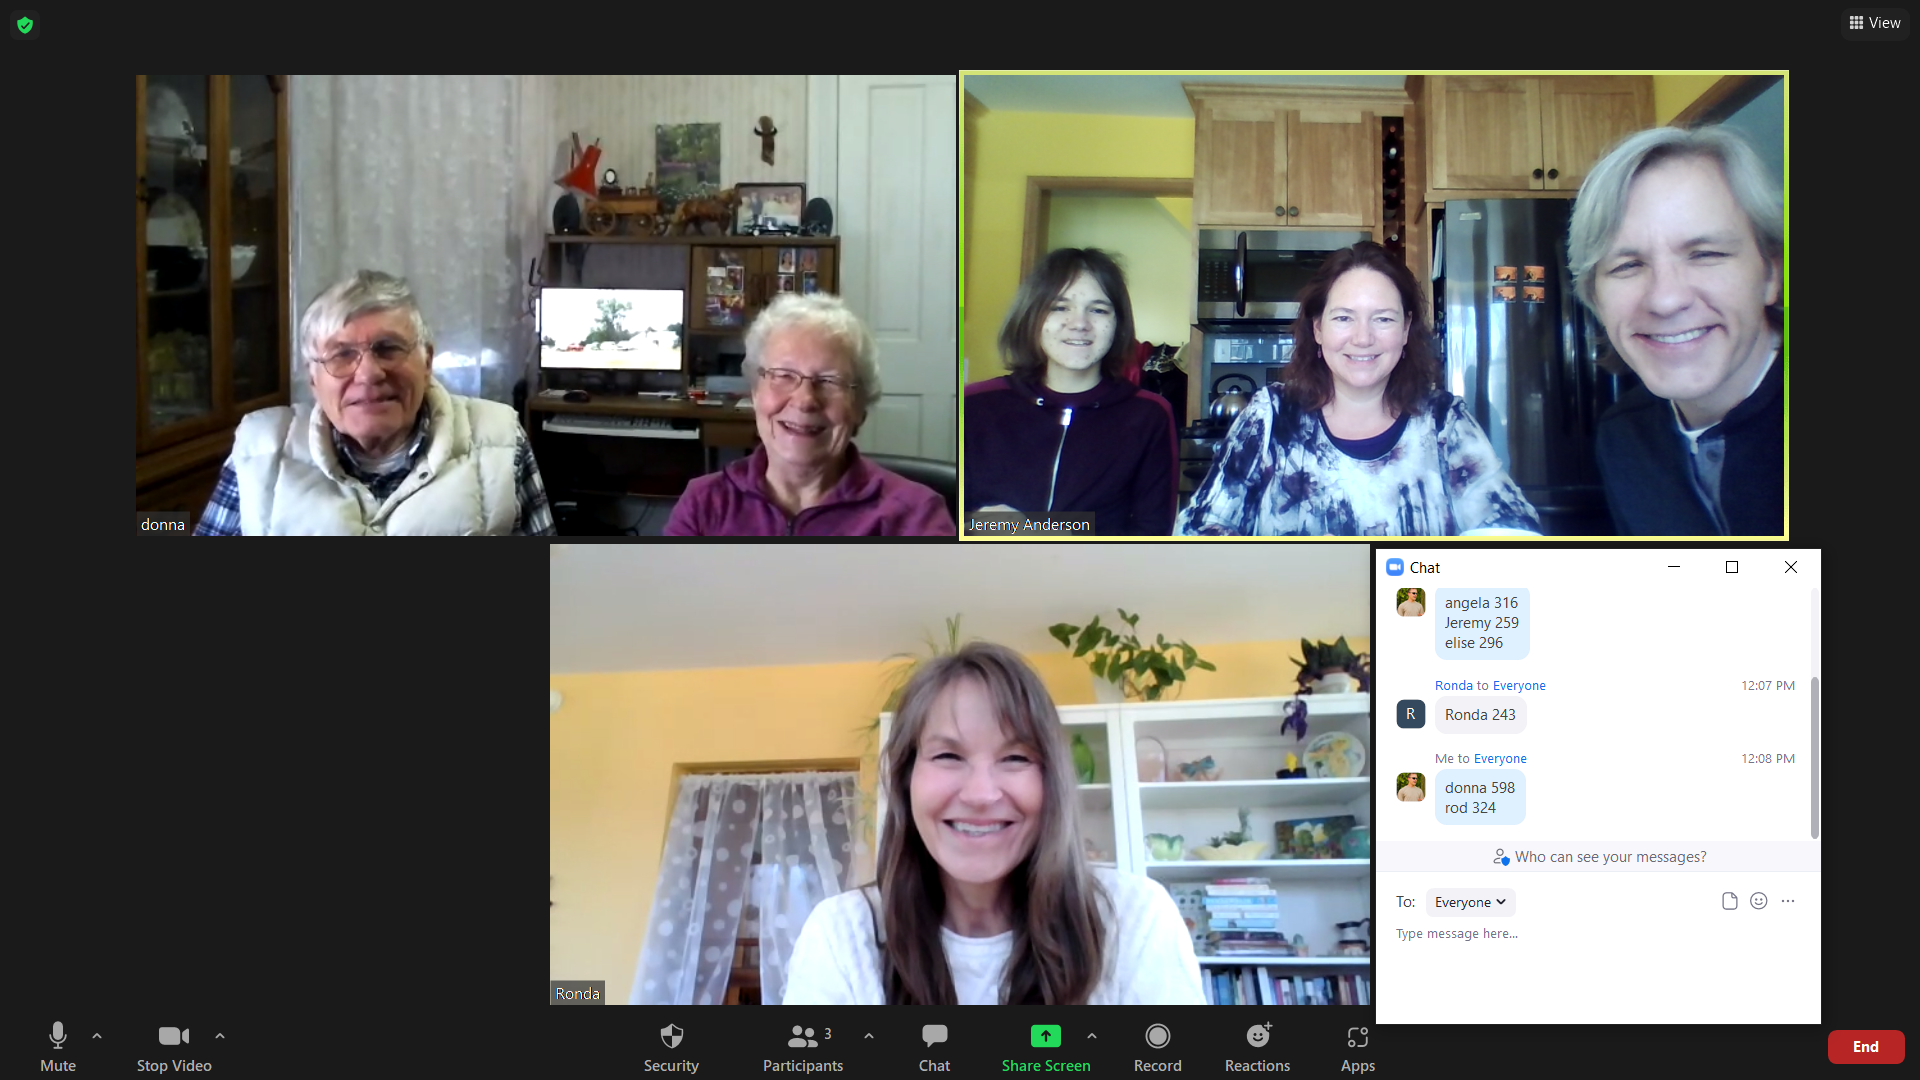 View
donna
Jeremy Anderson
Ronda
Chat
angela 316
Jeremy 259
elise 296
Ronda to Everyone
12:07 PM
R
Ronda 243
Me to Everyone
12:08 PM
donna 598
rod 324
Who can see your messages?
To: Everyone
Type message here...
Mute
Stop Video
Security
3
Participants
Chat
Share Screen
Record
Reactions
Apps
End